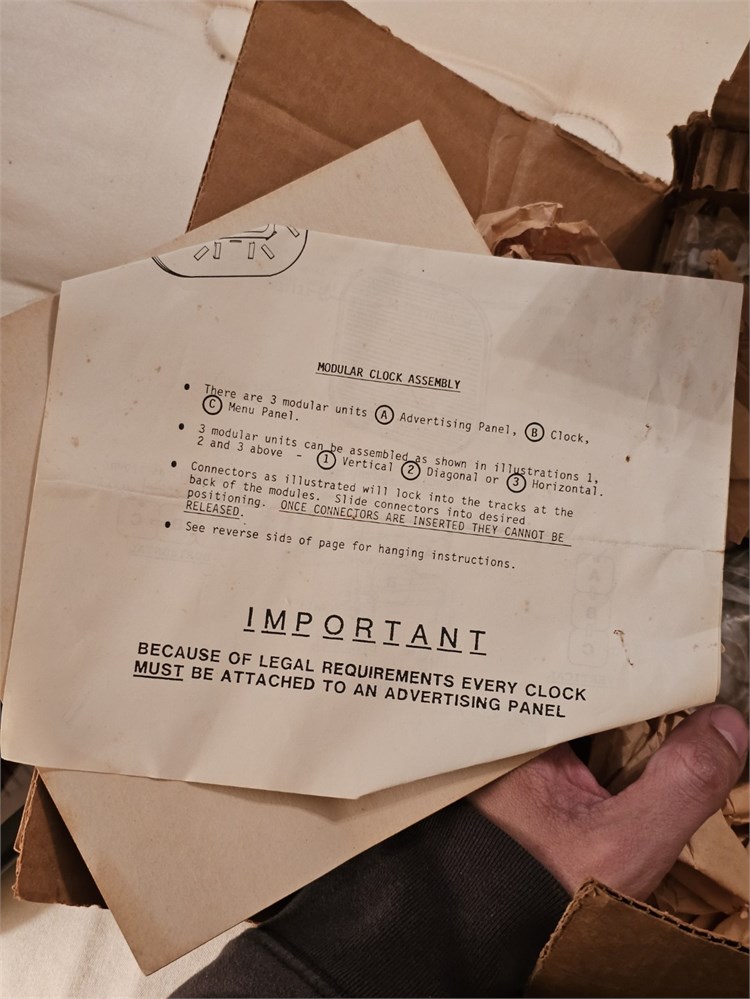 MODULAR CLOCK ASSEMBLY
• There are 3 modular units Ⓐ Advertising Panel, Ⓑ Clock,
Ⓒ Menu Panel.
• 3 modular units can be assembled as shown in illustrations 1,
2 and 3 above - ① Vertical ② Diagonal or ③ Horizontal.
• Connectors as illustrated will lock into the tracks at the
back of the modules. Slide connectors into desired
positioning. ONCE CONNECTORS ARE INSERTED THEY CANNOT BE
RELEASED.
• See reverse side of page for hanging instructions.
IMPORTANT
BECAUSE OF LEGAL REQUIREMENTS EVERY CLOCK
MUST BE ATTACHED TO AN ADVERTISING PANEL